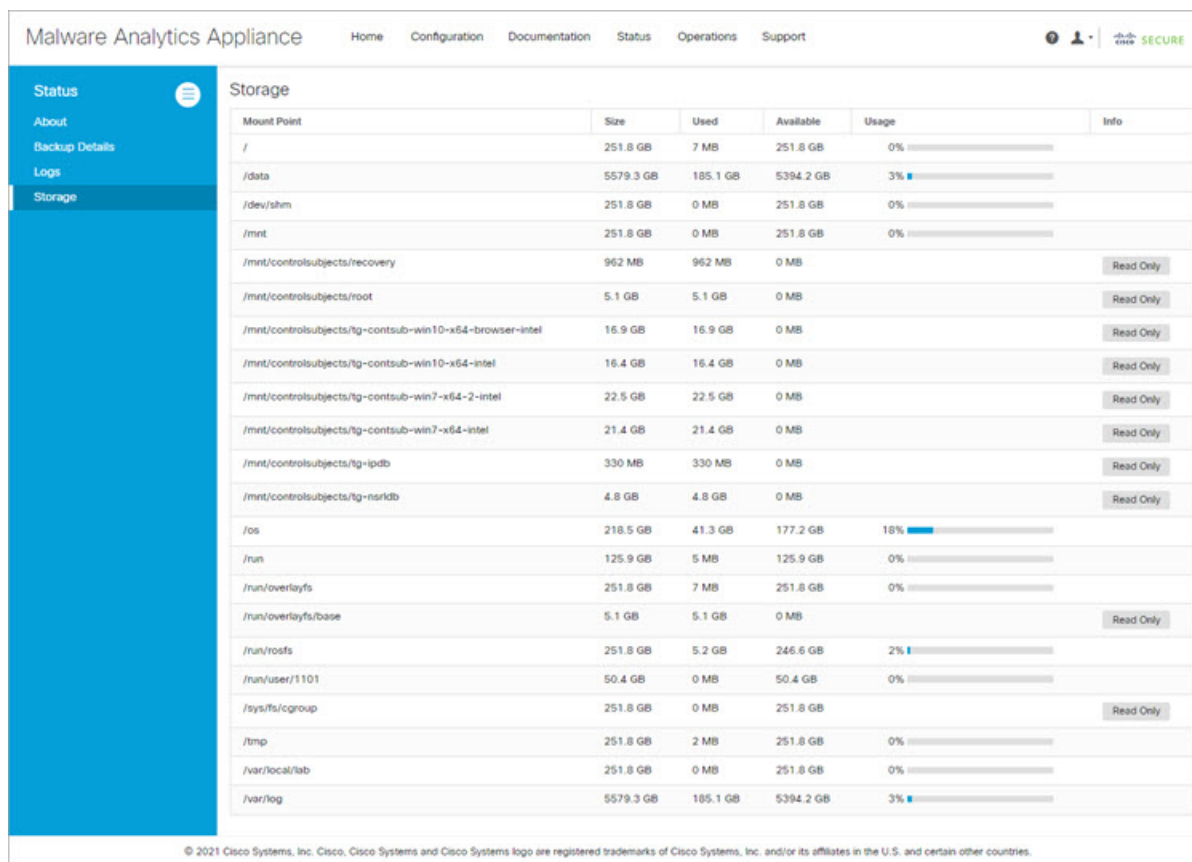 Malware Analytics Appliance Home Configuration Documentation Status Operations Support CISCO SECURE
Status
About
Backup Details
Logs
Storage
Storage
Mount Point Size Used Available Usage Info
/ 251.8 GB 7 MB 251.8 GB 0%
/data 5579.3 GB 185.1 GB 5394.2 GB 3%
/dev/shm 251.8 GB 0 MB 251.8 GB 0%
/mnt 251.8 GB 0 MB 251.8 GB 0%
/mnt/controlsubjects/recovery 962 MB 962 MB 0 MB Read Only
/mnt/controlsubjects/root 5.1 GB 5.1 GB 0 MB Read Only
/mnt/controlsubjects/tg-contsub-win10-x64-browser-intel 16.9 GB 16.9 GB 0 MB Read Only
/mnt/controlsubjects/tg-contsub-win10-x64-intel 16.4 GB 16.4 GB 0 MB Read Only
/mnt/controlsubjects/tg-contsub-win7-x64-2-intel 22.5 GB 22.5 GB 0 MB Read Only
/mnt/controlsubjects/tg-contsub-win7-x64-intel 21.4 GB 21.4 GB 0 MB Read Only
/mnt/controlsubjects/tg-ipdb 330 MB 330 MB 0 MB Read Only
/mnt/controlsubjects/tg-nsrldb 4.8 GB 4.8 GB 0 MB Read Only
/os 218.5 GB 41.3 GB 177.2 GB 18%
/run 125.9 GB 5 MB 125.9 GB 0%
/run/overlayfs 251.8 GB 7 MB 251.8 GB 0%
/run/overlayfs/base 5.1 GB 5.1 GB 0 MB Read Only
/run/rosfs 251.8 GB 5.2 GB 246.6 GB 2%
/run/user/1101 50.4 GB 0 MB 50.4 GB 0%
/sys/fs/cgroup 251.8 GB 0 MB 251.8 GB Read Only
/tmp 251.8 GB 2 MB 251.8 GB 0%
/var/local/lab 251.8 GB 0 MB 251.8 GB 0%
/var/log 5579.3 GB 185.1 GB 5394.2 GB 3%
© 2021 Cisco Systems, Inc. Cisco, Cisco Systems and Cisco Systems logo are registered trademarks of Cisco Systems, Inc. and/or its affiliates in the U.S. and certain other countries.